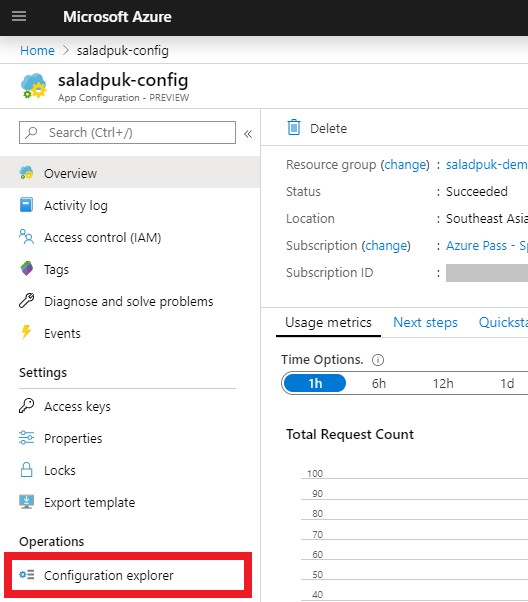 Microsoft Azure
Home > saladpuk-config
saladpuk-config
App Configuration - PREVIEW
Search (Ctrl+/)
«
Overview
Activity log
Access control (IAM)
Tags
Diagnose and solve problems
Events
Settings
Access keys
Properties
Locks
Export template
Operations
Configuration explorer
Delete
Resource group (change) : saladpuk-dem
Status : Succeeded
Location : Southeast Asia
Subscription (change) : Azure Pass - Sp
Subscription ID :
Usage metrics Next steps Quicksta
Time Options.
1h 6h 12h 1d
Total Request Count
100
90
80
70
60
50
40